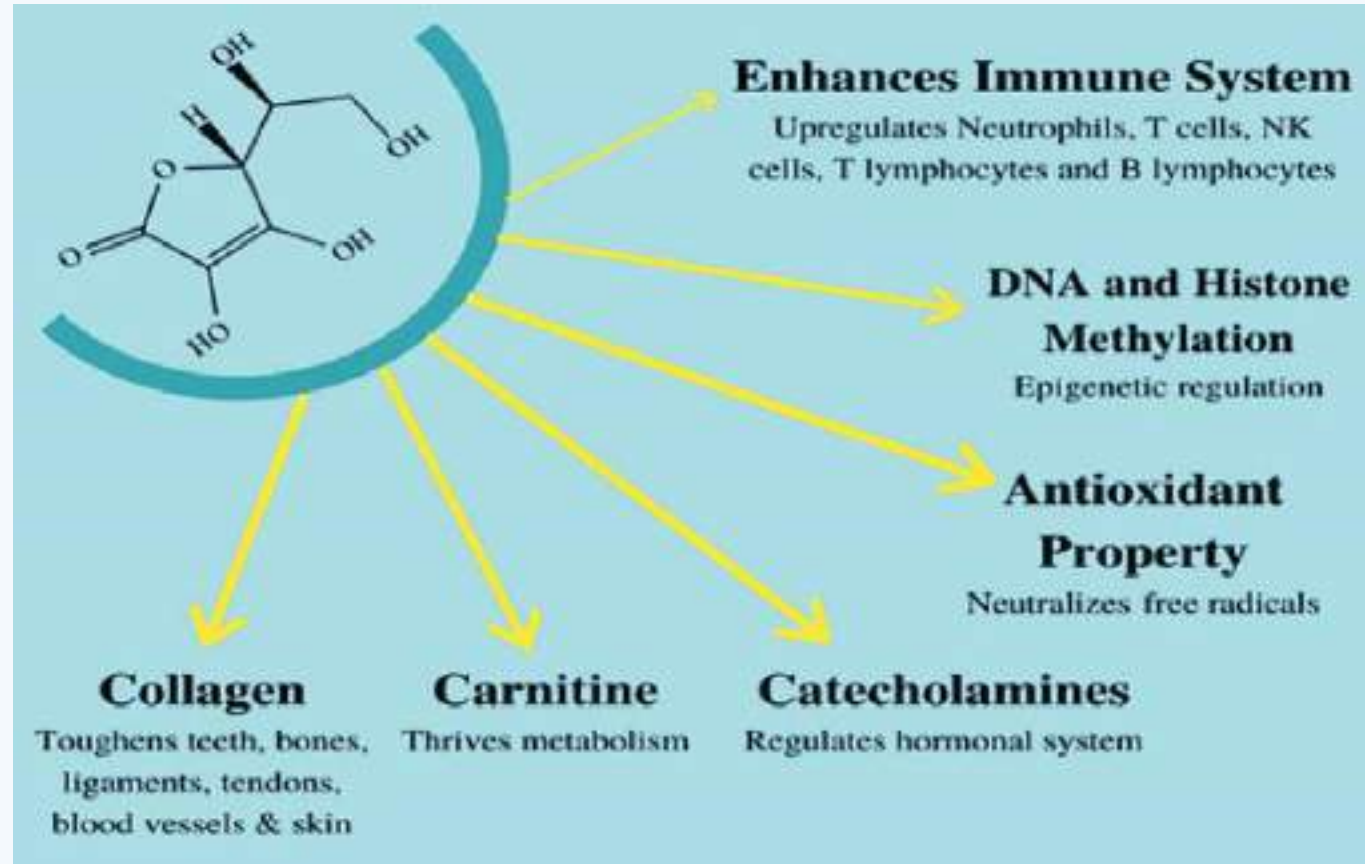 OH
H
OH
O
O
OH
HO
Enhances Immune System
Upregulates Neutrophils, T cells, NK
cells, T lymphocytes and B lymphocytes
DNA and Histone
Methylation
Epigenetic regulation
Antioxidant
Property
Neutralizes free radicals
Collagen
Toughens teeth, bones,
ligaments, tendons,
blood vessels & skin
Carnitine
Thrives metabolism
Catecholamines
Regulates hormonal system